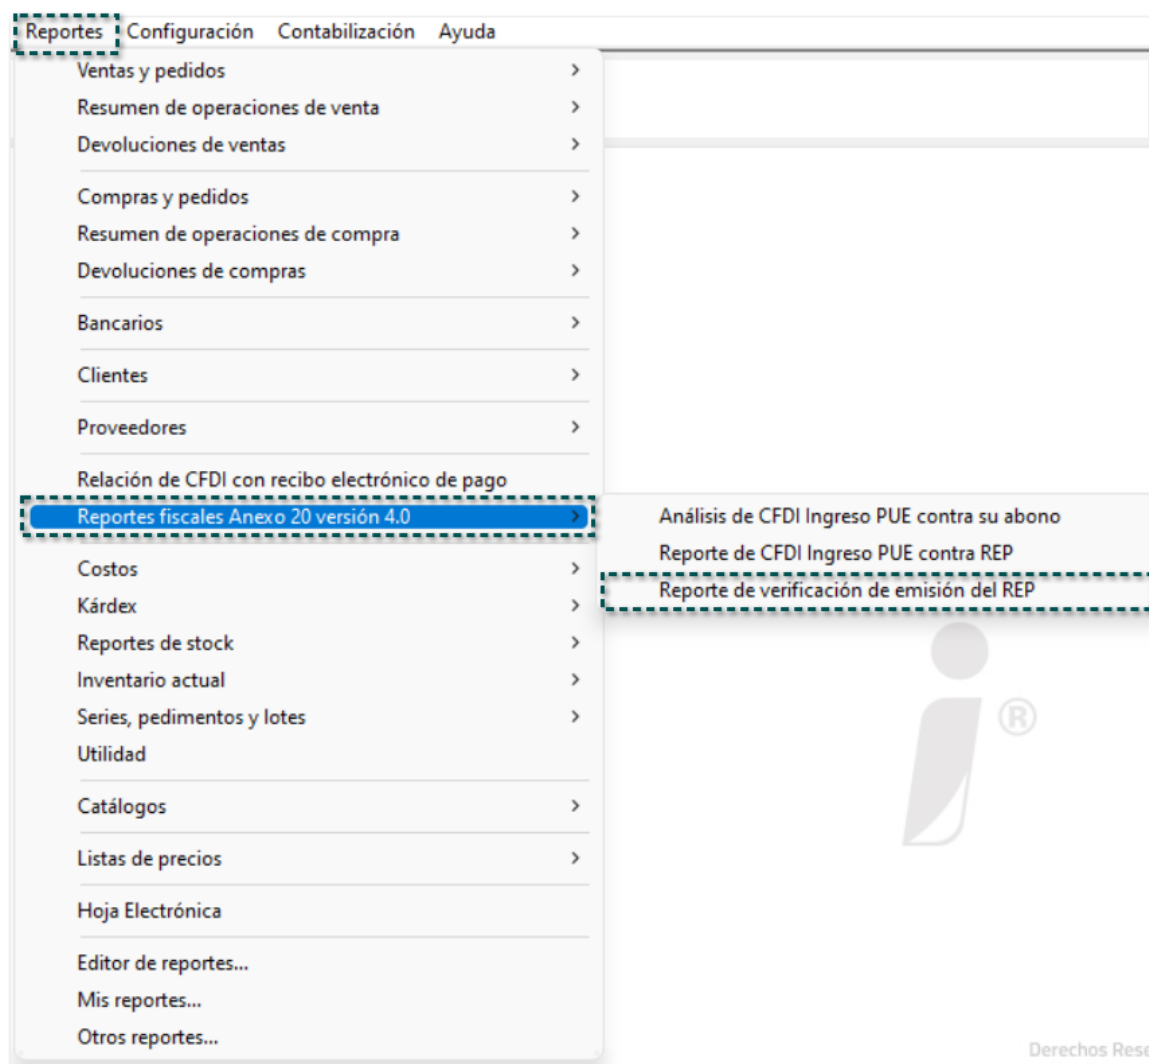 Reportes Configuración Contabilización Ayuda
Ventas y pedidos
Resumen de operaciones de venta
Devoluciones de ventas
Compras y pedidos
Resumen de operaciones de compra
Devoluciones de compras
Bancarios
Clientes
Proveedores
Relación de CFDI con recibo electrónico de pago
Reportes fiscales Anexo 20 versión 4.0
Análisis de CFDI Ingreso PUE contra su abono
Reporte de CFDI Ingreso PUE contra REP
Reporte de verificación de emisión del REP
Costos
Kárdex
Reportes de stock
Inventario actual
Series, pedimentos y lotes
Utilidad
Catálogos
Listas de precios
Hoja Electrónica
Editor de reportes...
Mis reportes...
Otros reportes...
®
Derechos Rese